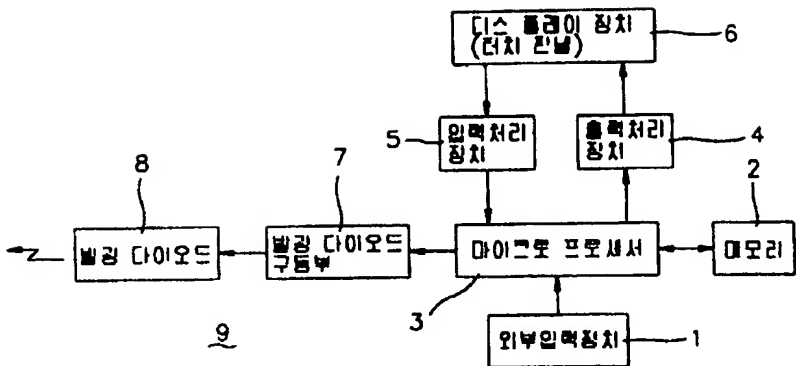 디스 플레이 장치
(터치 판넬)
6
5
입력처리
장치
출력처리
장치
4
8
7
2
발광 다이오드
발광 다이오드
구동부
마이크로 프로세서
메모리
3
9
외부입력장치
1